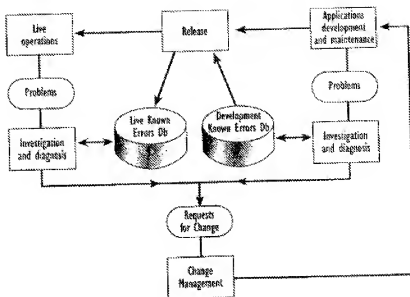 Live
operations
Release
Applications
development
and maintenance
Problems
Problems
Live Known
Errors Db
Development
Known Errors Db
Investigation
and diagnosis
Investigation
and diagnosis
Requests
for Change
Change
Management